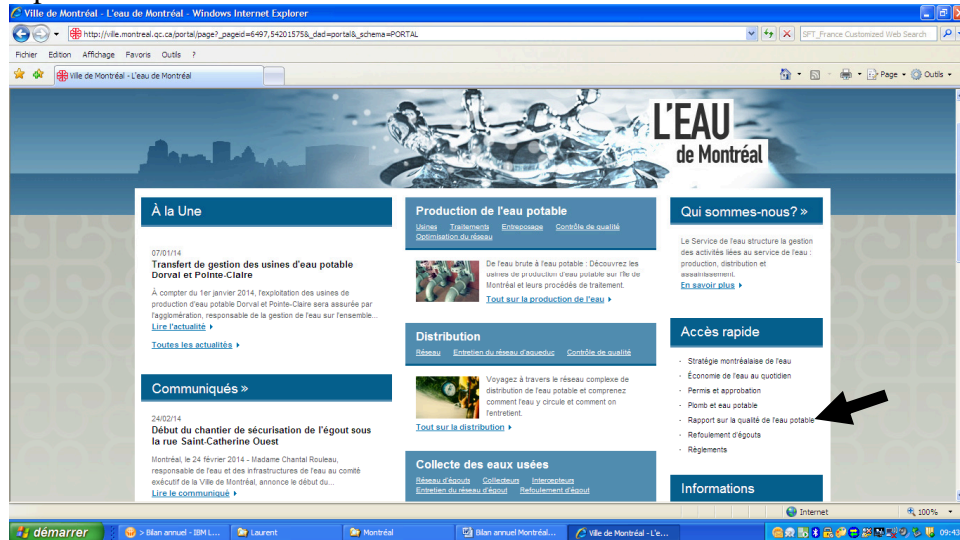 Ville de Montréal - L'eau de Montréal - Windows Internet Explorer
http://ville.montreal.qc.ca/portal/page?_pageid=6497,54201575&_dad=portal&_schema=PORTAL
SFT_France Customized Web Search
Fichier Edition Affichage Favoris Outils ?
Ville de Montréal - L'eau de Montréal
Page Outils
L'EAU
de Montréal
À la Une
07/01/14
Transfert de gestion des usines d'eau potable
Dorval et Pointe-Claire
À compter du 1er janvier 2014, l'exploitation des usines de
production d'eau potable Dorval et Pointe-Claire sera assurée par
l'agglomération, responsable de la gestion de l'eau sur l'ensemble...
Lire l'actualité
Toutes les actualités
Communiqués »
24/02/14
Début du chantier de sécurisation de l'égout sous
la rue Saint-Catherine Ouest
Montréal, le 24 février 2014 - Madame Chantal Rouleau,
responsable de l'eau et des infrastructures de l'eau au comité
exécutif de la Ville de Montréal, annonce le début du...
Lire le communiqué
Production de l'eau potable
Usines Traitements Entreposage Contrôle de qualité
Optimisation du réseau
De l'eau brute à l'eau potable : Découvrez les
usines de production d'eau potable sur l'île de
Montréal et leurs procédés de traitement.
Tout sur la production de l'eau
Distribution
Réseau Entretien du réseau d'aqueduc Contrôle de qualité
Voyagez à travers le réseau complexe de
distribution de l'eau potable et comprenez
comment l'eau y circule et comment on
l'entretient.
Tout sur la distribution
Collecte des eaux usées
Réseau d'égouts Collecteurs Intercepteurs
Entretien du réseau d'égout Refoulement d'égout
Qui sommes-nous? »
Le Service de l'eau structure la gestion
des activités liées au service de l'eau :
production, distribution et
assainissement.
En savoir plus
Accès rapide
Stratégie montréalaise de l'eau
Économie de l'eau au quotidien
Permis et approbation
Plomb et eau potable
Rapport sur la qualité de l'eau potable
Refoulement d'égouts
Règlements
Informations
Internet 100%
démarrer > Bilan annuel - IBM L... Laurent Montréal Bilan annuel Montréal... Ville de Montréal - L'e... 09:43